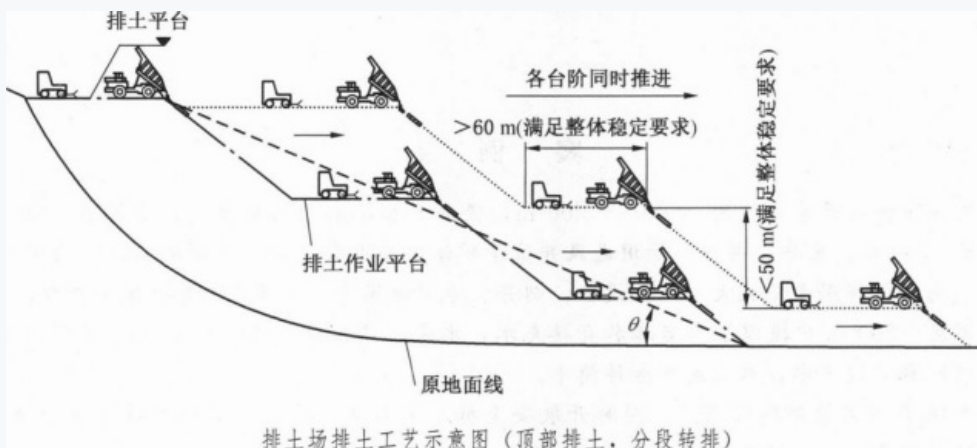 排土平台
各台阶同时推进
>60 m(满足整体稳定要求)
<50 m(满足整体稳定要求)
排土作业平台
θ
原地面线
排土场排土工艺示意图（顶部排土，分段转排）